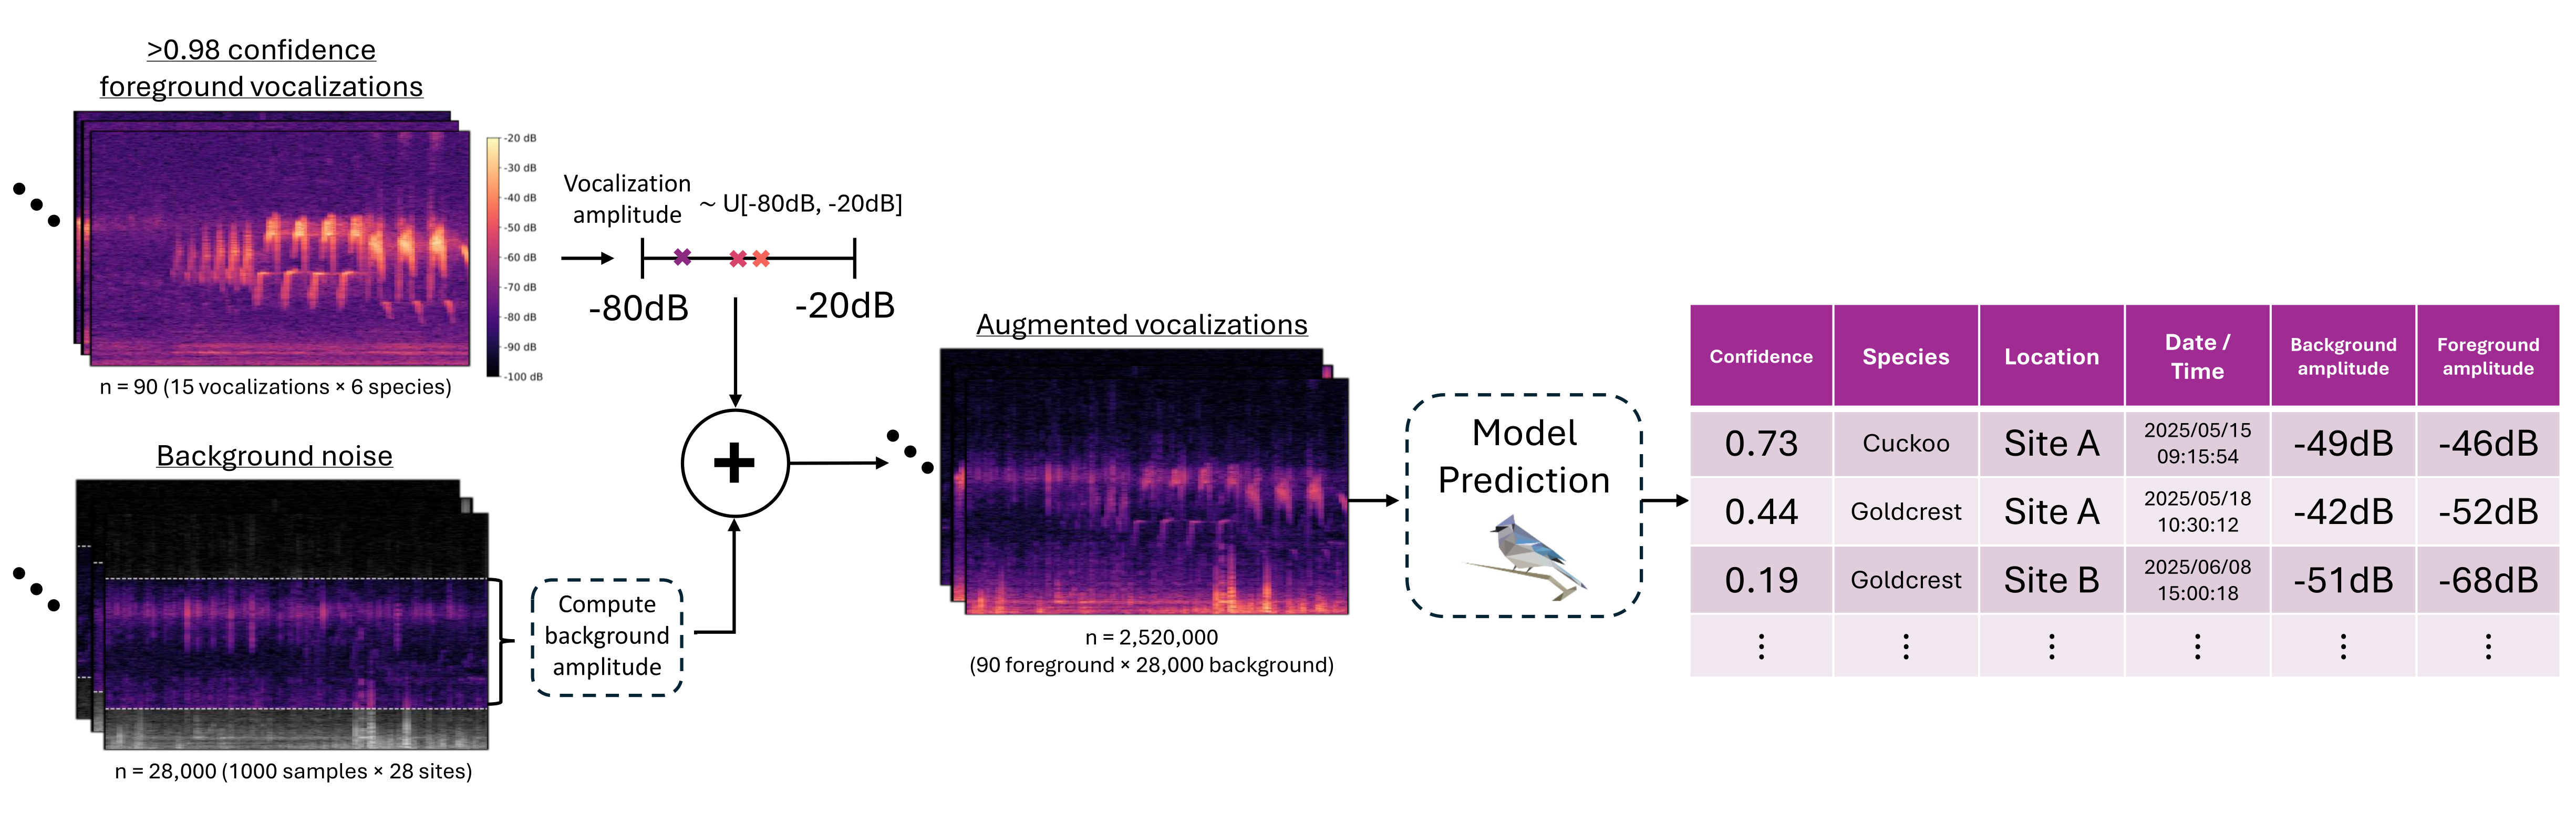 >0.98 confidence
foreground vocalizations
-20 dB
-30 dB
-40 dB
-50 dB
-60 dB
-70 dB
-80 dB
-90 dB
-100 dB
n = 90 (15 vocalizations × 6 species)
Vocalization
amplitude
~ U[-80dB, -20dB]
-80dB
-20dB
Background noise
n = 28,000 (1000 samples × 28 sites)
Compute
background
amplitude
+
Augmented vocalizations
n = 2,520,000
(90 foreground × 28,000 background)
Model
Prediction
Confidence
Species
Location
Date /
Time
Background
amplitude
Foreground
amplitude
0.73
Cuckoo
Site A
2025/05/15
09:15:54
-49dB
-46dB
0.44
Goldcrest
Site A
2025/05/18
10:30:12
-42dB
-52dB
0.19
Goldcrest
Site B
2025/06/08
15:00:18
-51dB
-68dB
⋮
⋮
⋮
⋮
⋮
⋮